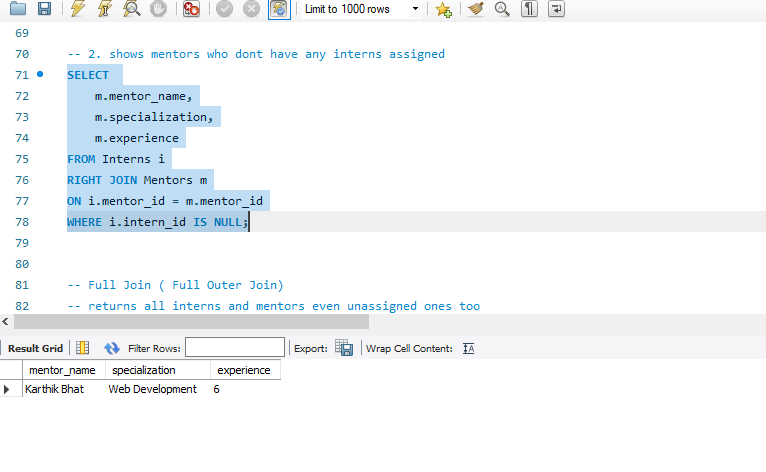 Limit to 1000 rows
69
70 -- 2. shows mentors who dont have any interns assigned
71 SELECT
72 m.mentor_name,
73 m.specialization,
74 m.experience
75 FROM Interns i
76 RIGHT JOIN Mentors m
77 ON i.mentor_id = m.mentor_id
78 WHERE i.intern_id IS NULL;
79
80
81 -- Full Join ( Full Outer Join)
82 -- returns all interns and mentors even unassigned ones too
Result Grid Filter Rows: Export: Wrap Cell Content: IA
mentor_name specialization experience
Karthik Bhat Web Development 6